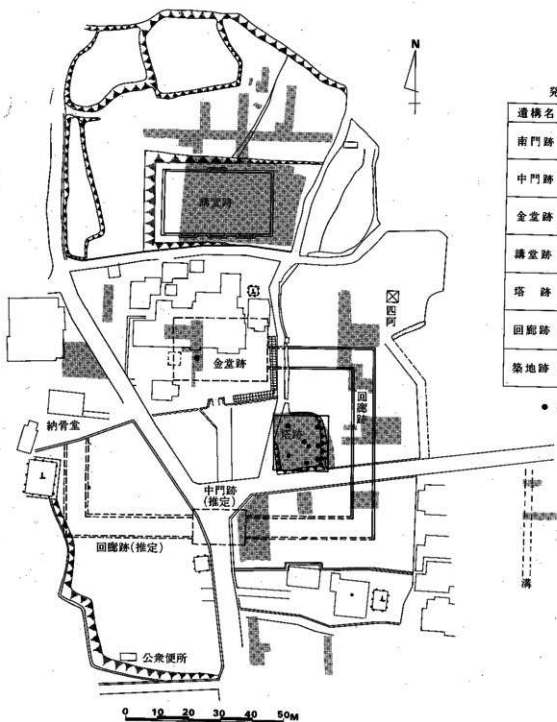 N
発
遺構名
南門跡
中門跡
金堂跡
講堂跡
塔跡
回廊跡
築地跡
講堂跡
四阿
金堂跡
回廊跡
納骨堂
塔跡
中門跡
(推定)
回廊跡(推定)
溝
公衆便所
0 10 20 30 40 50M